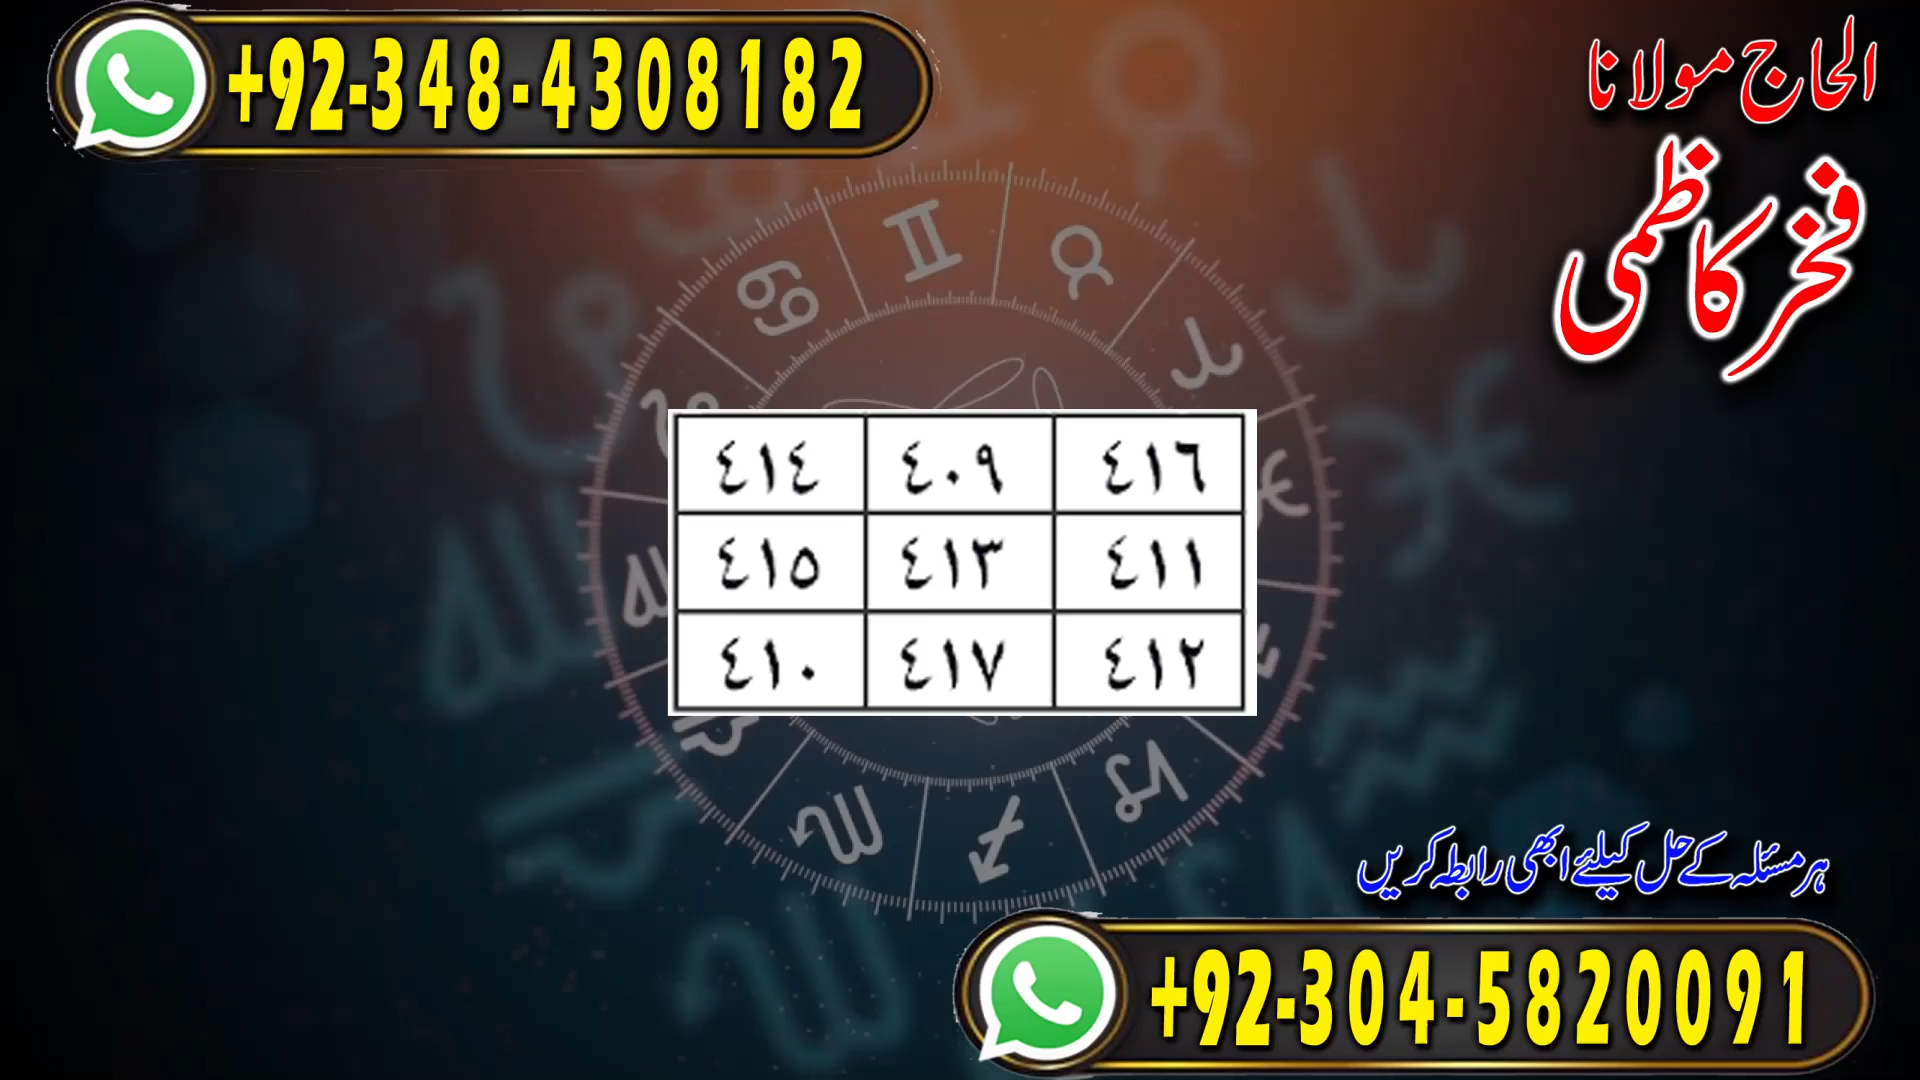 +92-348-4308182
الحاج مولانا
فخر کاظمی
٤١٤ ٤٠٩ ٤١٦
٤١٥ ٤١٣ ٤١١
٤١٠ ٤١٧ ٤١٢
ہر مسئلہ کے حل کیلئے ابھی رابطہ کریں
+92-304-5820091